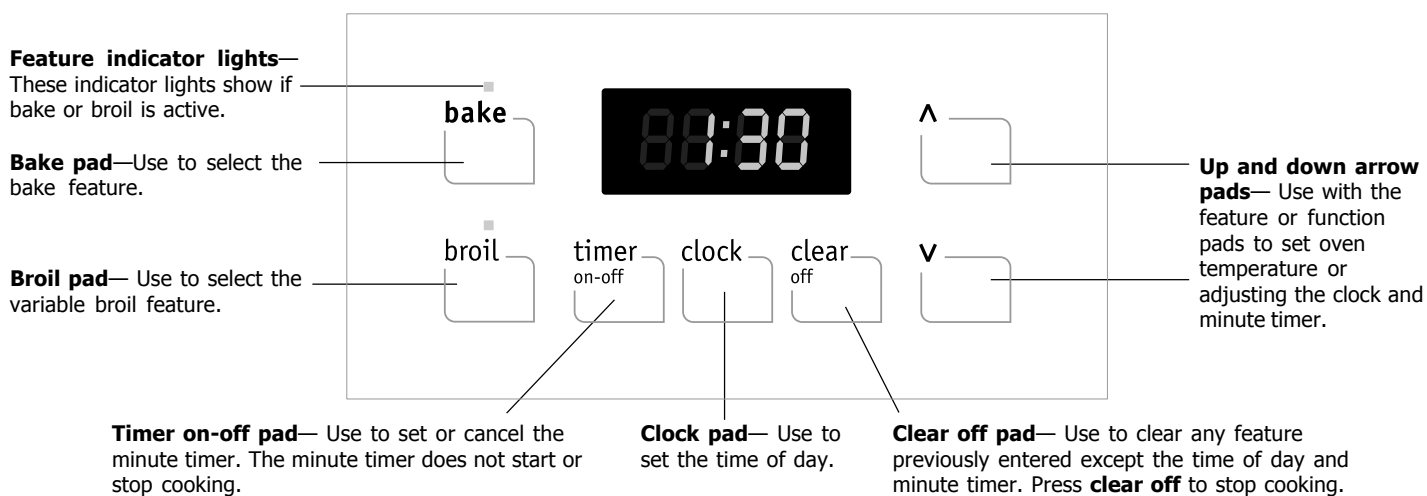 Feature indicator lights—
These indicator lights show if
bake or broil is active.
Bake pad—Use to select the
bake feature.
Broil pad— Use to select the
variable broil feature.
bake
1:30
∧
broil
timer
on-off
clock
clear
off
∨
Up and down arrow
pads— Use with the
feature or function
pads to set oven
temperature or
adjusting the clock and
minute timer.
Timer on-off pad— Use to set or cancel the
minute timer. The minute timer does not start or
stop cooking.
Clock pad— Use to
set the time of day.
Clear off pad— Use to clear any feature
previously entered except the time of day and
minute timer. Press clear off to stop cooking.